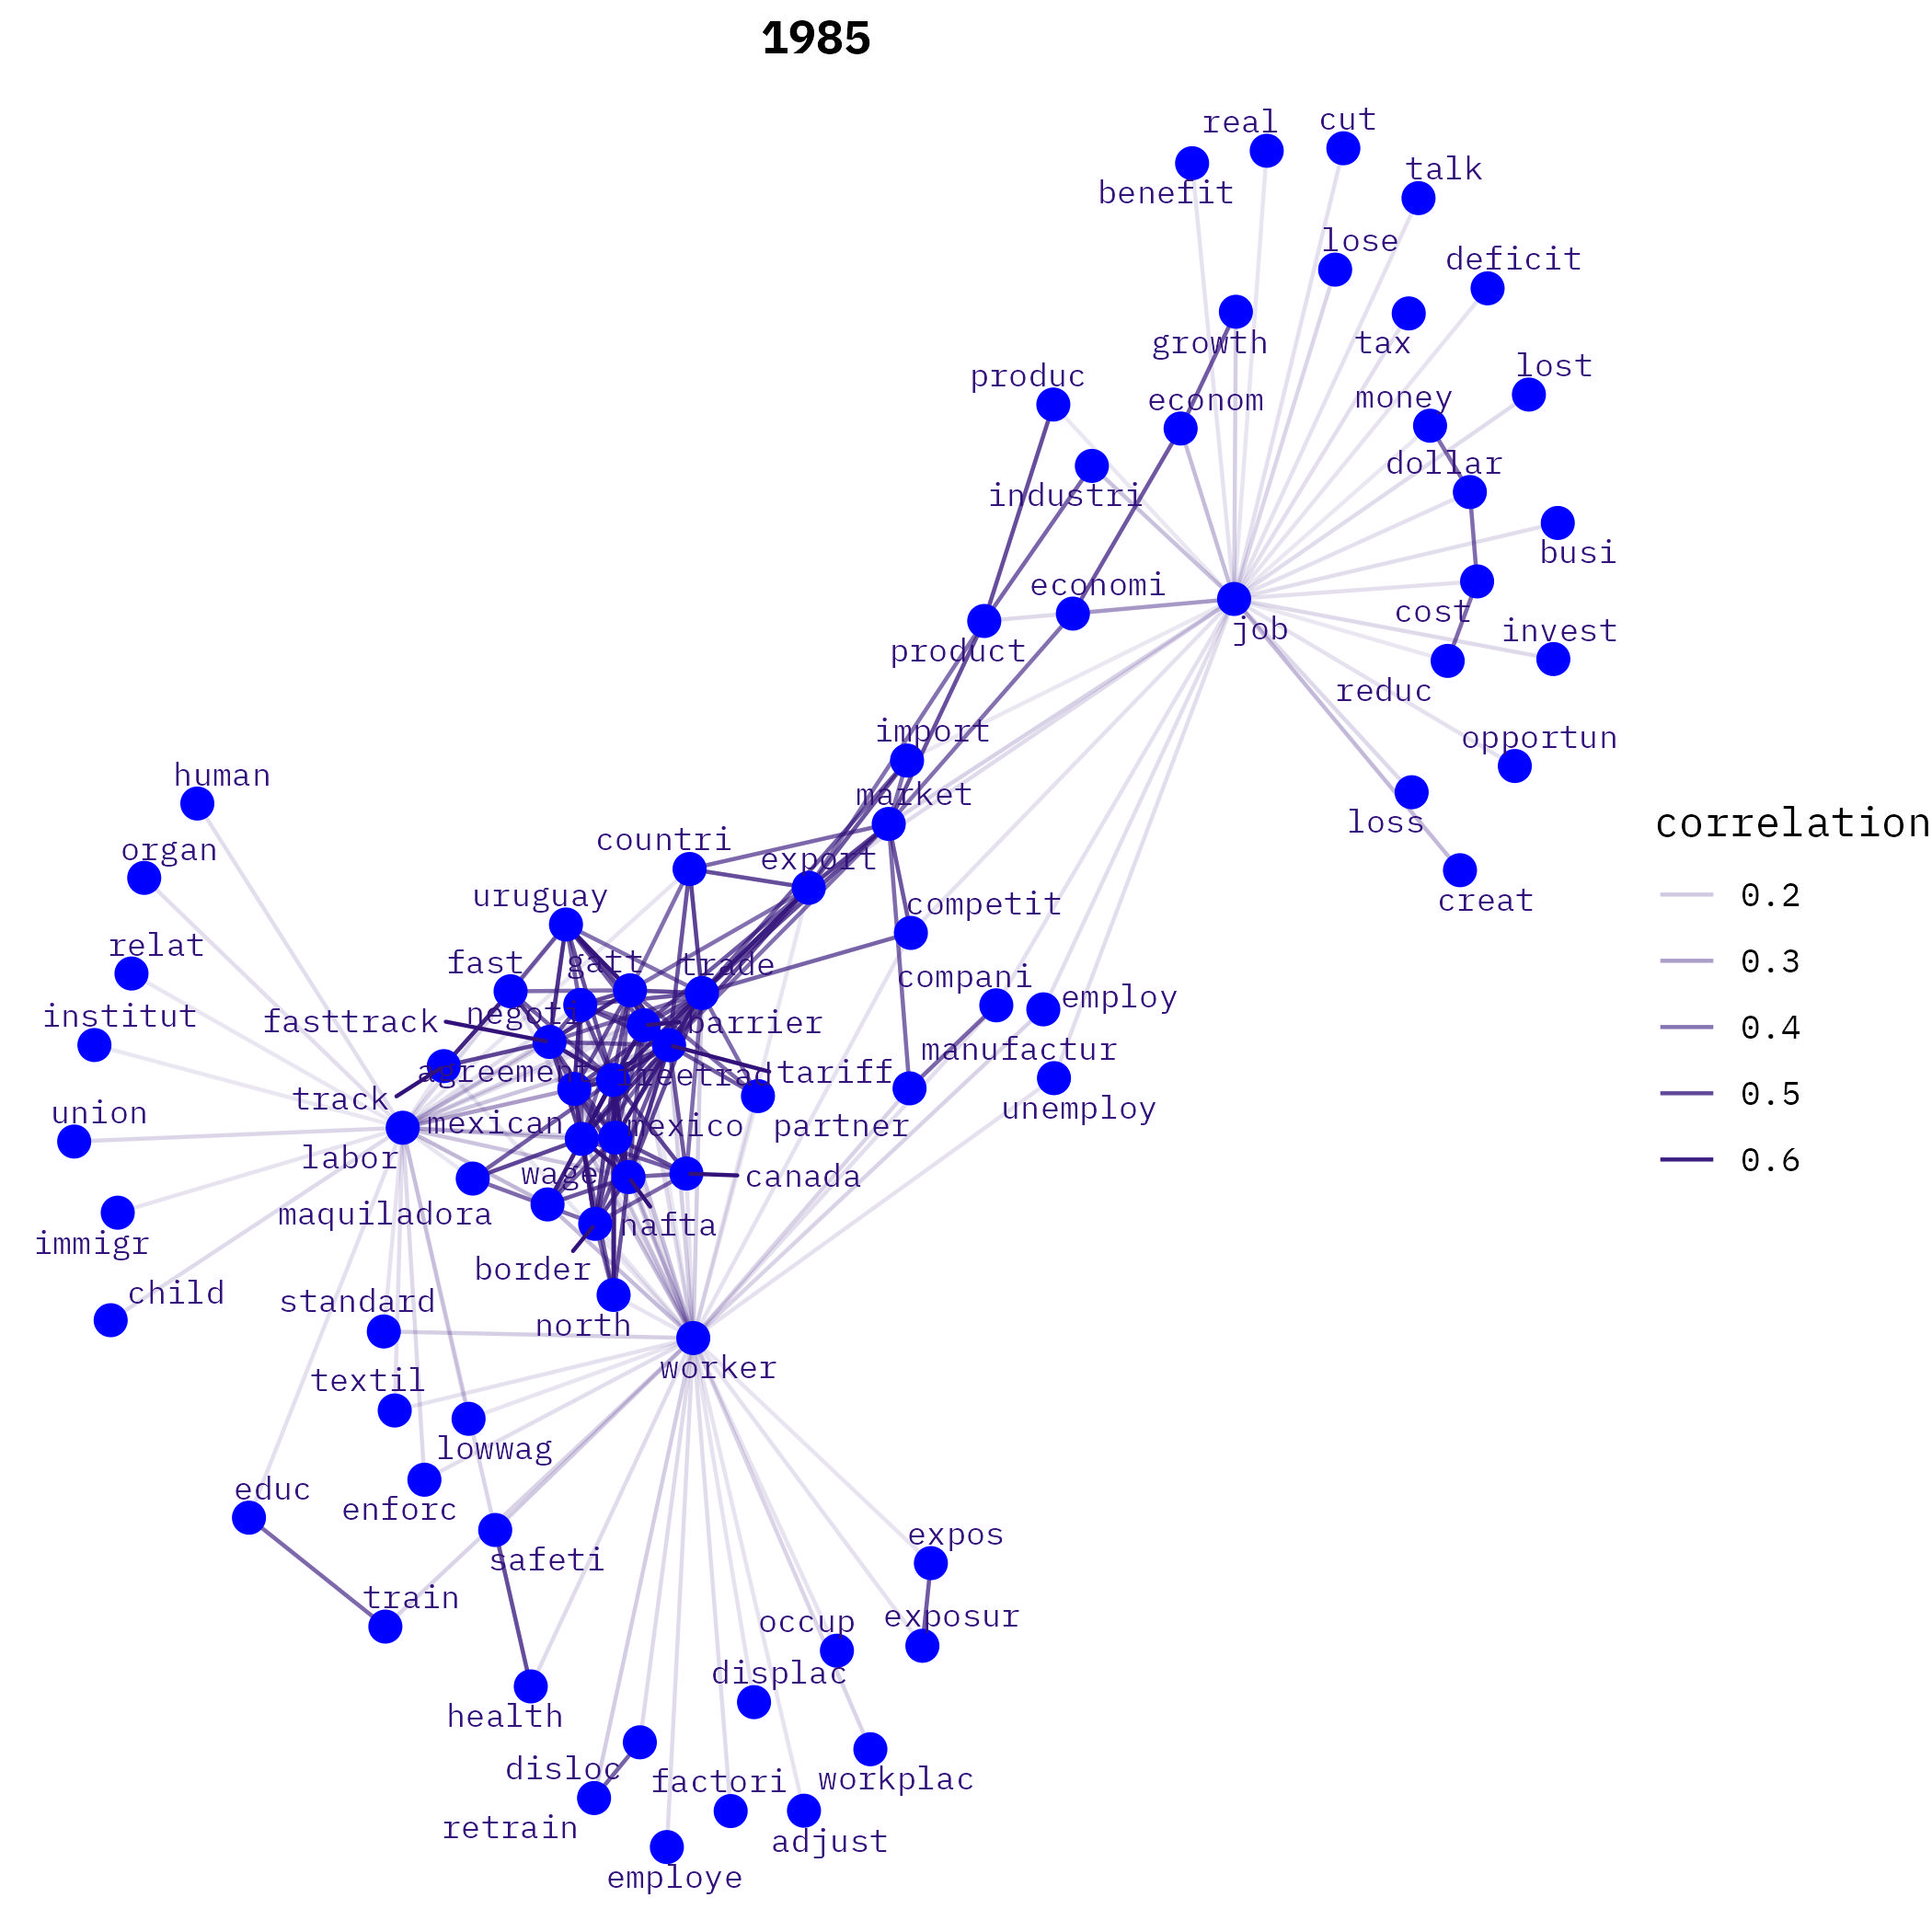 1985
real
cut
benefit
talk
lose
deficit
growth
tax
lost
produc
econom
money
dollar
industri
busi
economi
cost
job
invest
product
reduc
import
opportun
human
market
loss
correlation
organ
countri
export
creat
0.2
uruguay
competit
relat
fast
gatt
trade
compani
0.3
employ
institut
fasttrack
negoti
barrier
0.4
manufactur
agreement
freetrad
tariff
track
unemploy
0.5
union
mexican
mexico
partner
labor
wage
canada
0.6
maquiladora
nafta
immigr
border
child
standard
north
worker
textil
lowwag
educ
enforc
expos
safeti
train
occup
exposur
displac
health
disloc
factori
workplac
retrain
adjust
employe